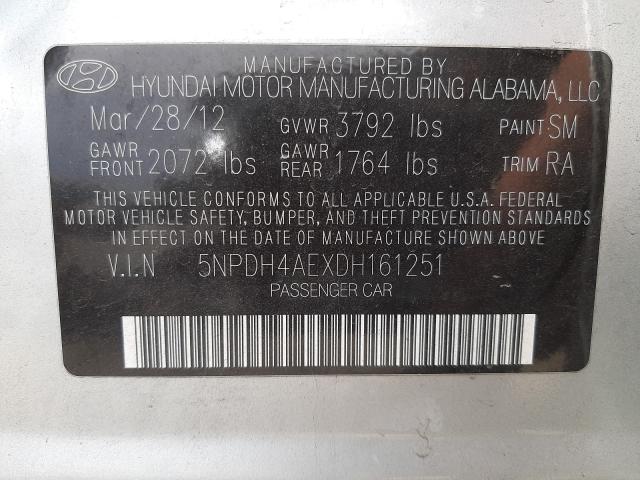 MANUFACTURED BY
HYUNDAI MOTOR MANUFACTURING ALABAMA, LLC
Mar/28/12 GVWR 3792 lbs PAINT SM
GAWR FRONT 2072 lbs GAWR REAR 1764 lbs TRIM RA
THIS VEHICLE CONFORMS TO ALL APPLICABLE U.S.A. FEDERAL
MOTOR VEHICLE SAFETY, BUMPER, AND THEFT PREVENTION STANDARDS
IN EFFECT ON THE DATE OF MANUFACTURE SHOWN ABOVE
V.I.N 5NPDH4AEXDH161251
PASSENGER CAR